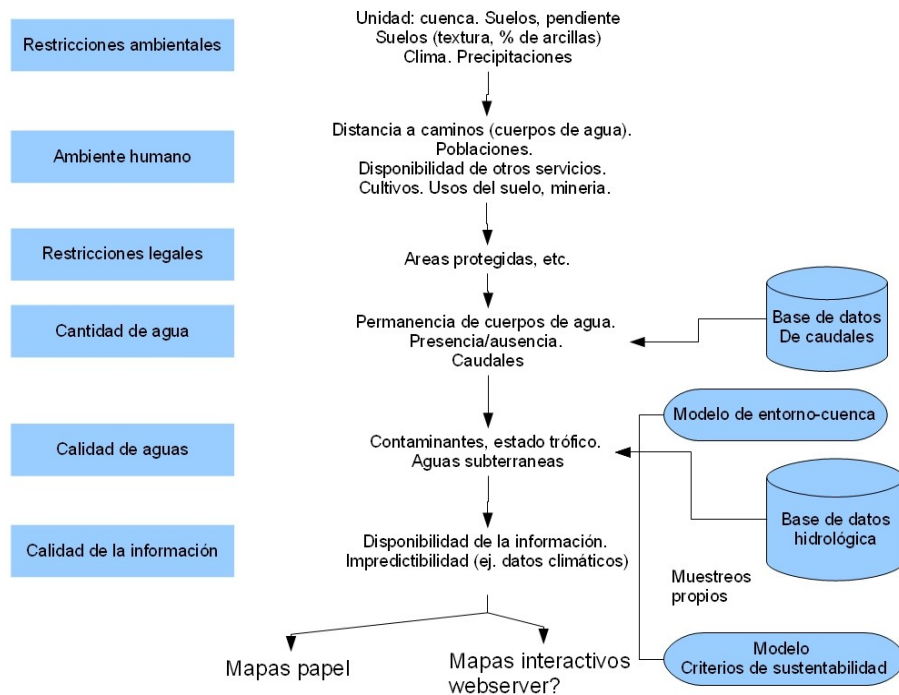 Restricciones ambientales
Unidad: cuenca. Suelos, pendiente
Suelos (textura, % de arcillas)
Clima. Precipitaciones
Ambiente humano
Distancia a caminos (cuerpos de agua).
Poblaciones.
Disponibilidad de otros servicios.
Cultivos. Usos del suelo, mineria.
Restricciones legales
Areas protegidas, etc.
Cantidad de agua
Permanencia de cuerpos de agua.
Presencia/ausencia.
Caudales
Base de datos
De caudales
Modelo de entorno-cuenca
Calidad de aguas
Contaminantes, estado trófico.
Aguas subterraneas
Base de datos
hidrológica
Calidad de la información
Disponibilidad de la información.
Impredictibilidad (ej. datos climáticos)
Muestreos
propios
Modelo
Criterios de sustentabilidad
Mapas papel
Mapas interactivos
webserver?